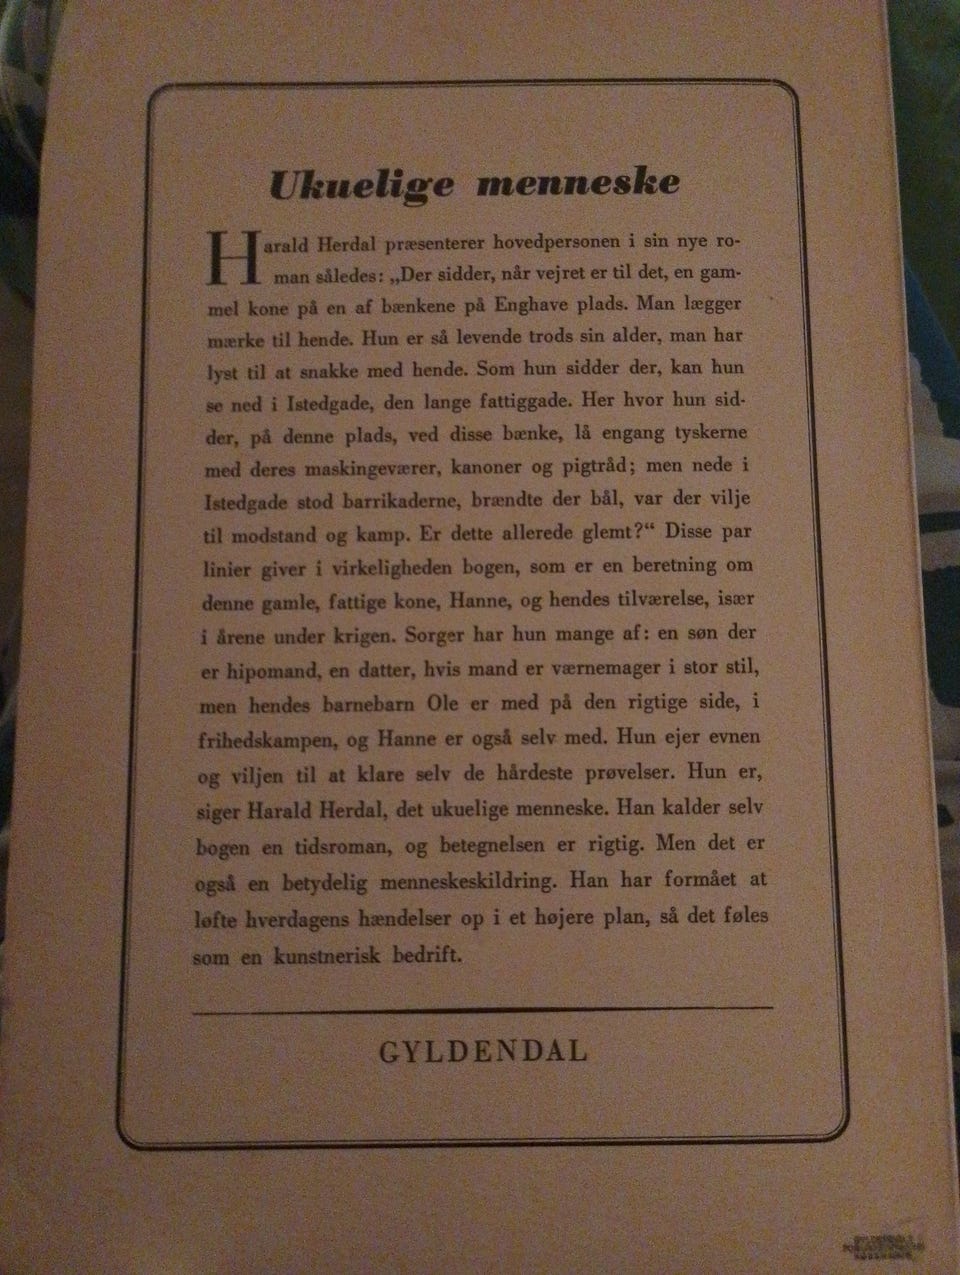 Ukuelige menneske
Harald Herdal præsenterer hovedpersonen i sin nye ro-
man således: „Der sidder, når vejret er til det, en gam-
mel kone på en af bænkene på Enghave plads. Man lægger
mærke til hende. Hun er så levende trods sin alder, man har
lyst til at snakke med hende. Som hun sidder der, kan hun
se ned i Istedgade, den lange fattiggade. Her hvor hun sid-
der, på denne plads, ved disse bænke, lå engang tyskerne
med deres maskingeværer, kanoner og pigtråd; men nede i
Istedgade stod barrikaderne, brændte der bål, var der vilje
til modstand og kamp. Er dette allerede glemt?“ Disse par
linier giver i virkeligheden bogen, som er en beretning om
denne gamle, fattige kone, Hanne, og hendes tilværelse, især
i årene under krigen. Sorger har hun mange af: en søn der
er hipomand, en datter, hvis mand er værnemager i stor stil,
men hendes barnebarn Ole er med på den rigtige side, i
frihedskampen, og Hanne er også selv med. Hun ejer evnen
og viljen til at klare selv de hårdeste prøvelser. Hun er,
siger Harald Herdal, det ukuelige menneske. Han kalder selv
bogen en tidsroman, og betegnelsen er rigtig. Men det er
også en betydelig menneskeskildring. Han har formået at
løfte hverdagens hændelser op i et højere plan, så det føles
som en kunstnerisk bedrift.
GYLDENDAL